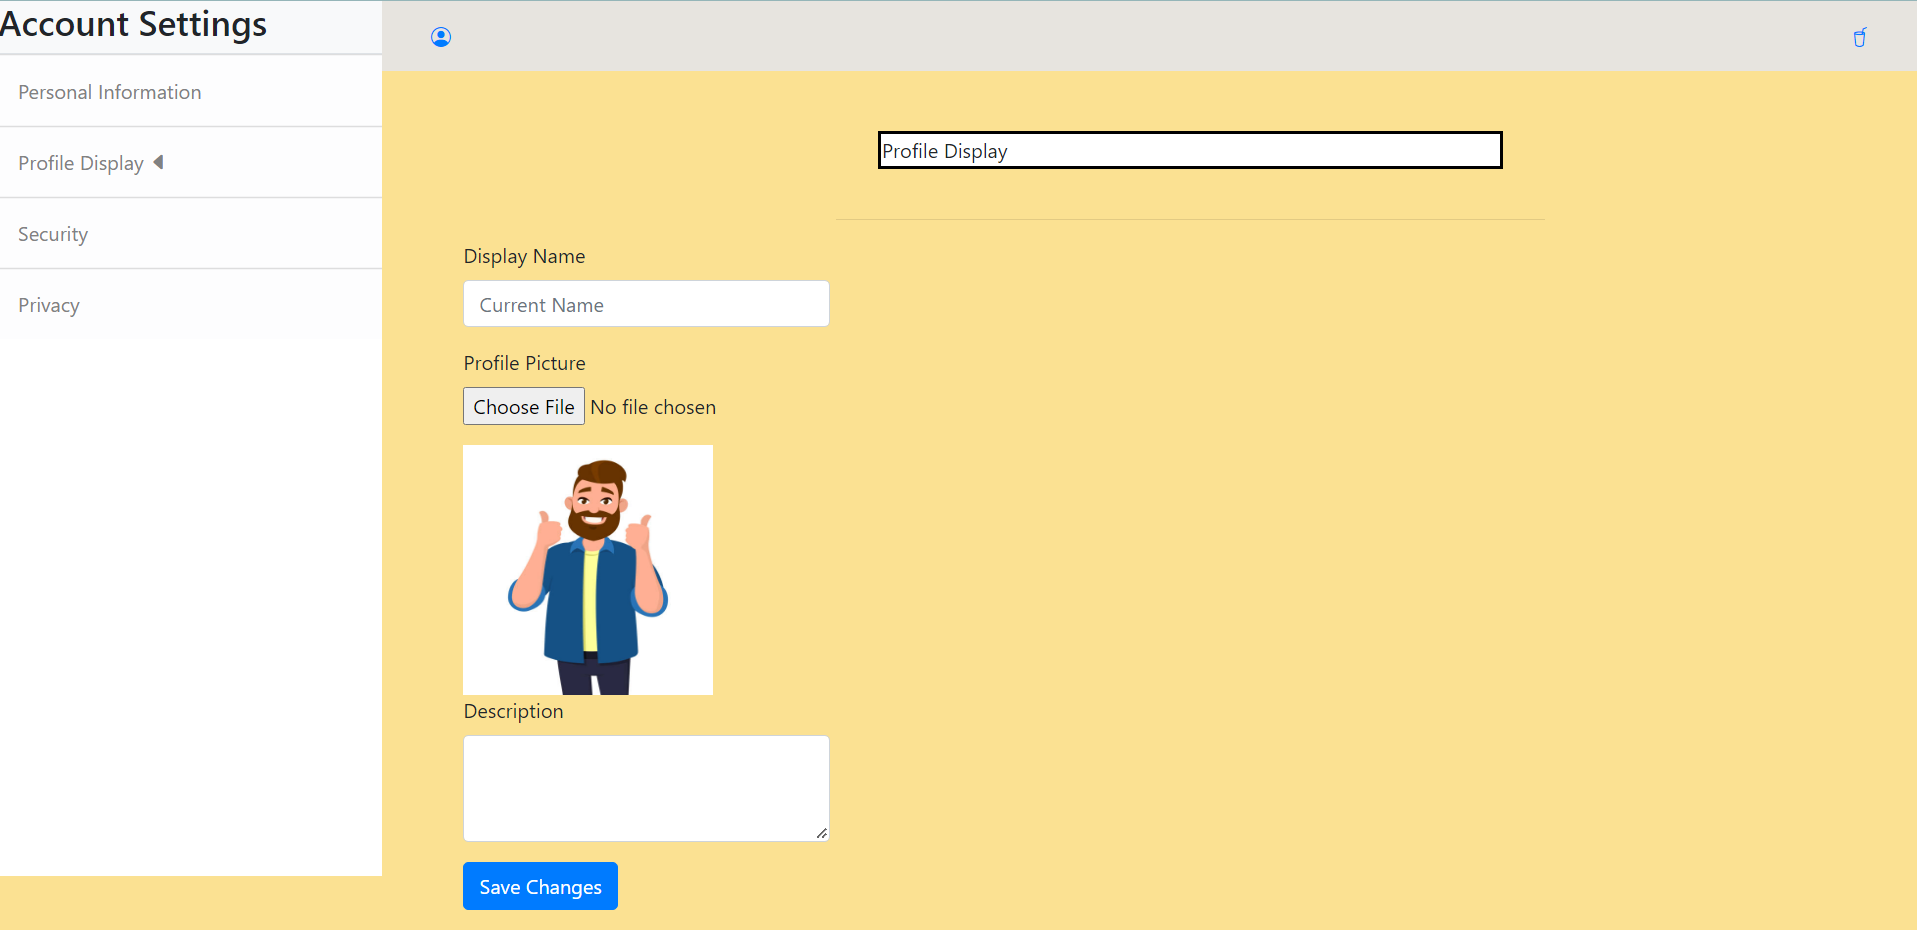 Account Settings
Personal Information
Profile Display
Security
Privacy
Profile Display
Display Name
Current Name
Profile Picture
Choose File No file chosen
Description
Save Changes